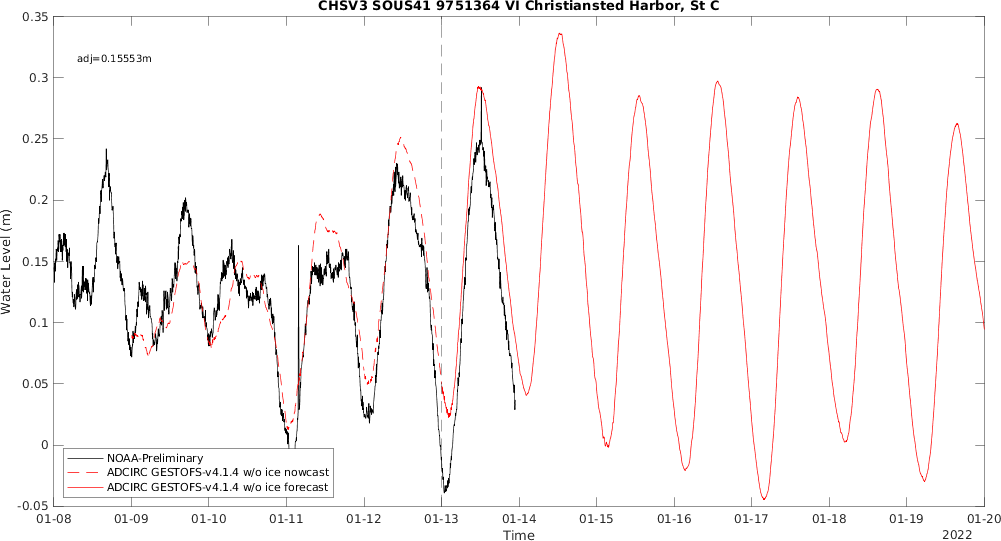 CHSV3 SOUS41 9751364 VI Christiansted Harbor, St C
adj=0.15553m
0.35
0.3
0.25
0.2
0.15
0.1
0.05
0
-0.05
Water Level (m)
NOAA-Preliminary
ADCIRC GESTOFS-v4.1.4 w/o ice nowcast
ADCIRC GESTOFS-v4.1.4 w/o ice forecast
01-08 01-09 01-10 01-11 01-12 01-13 01-14 01-15 01-16 01-17 01-18 01-19 01-20
Time
2022